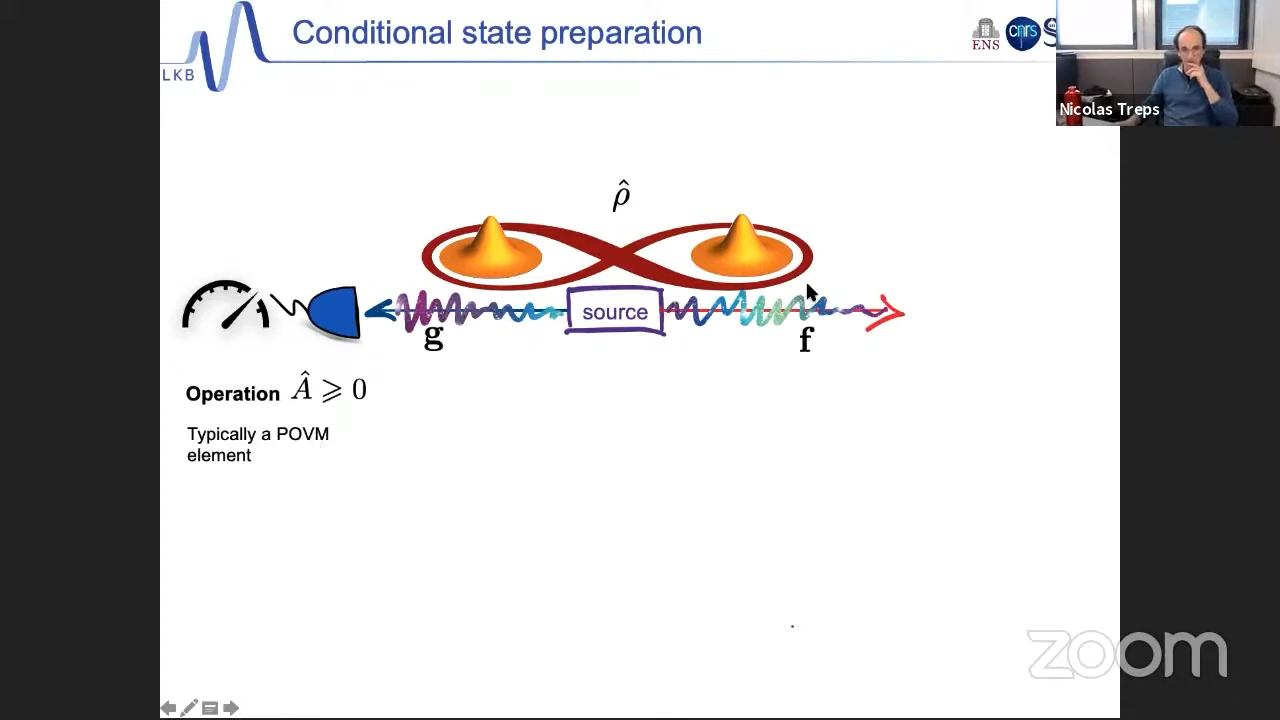 Conditional state preparation
LKB
ENS
cnrs
S
Nicolas Treps
ρ̂
source
g
f
Operation Â ⩾ 0
Typically a POVM
element
zoom